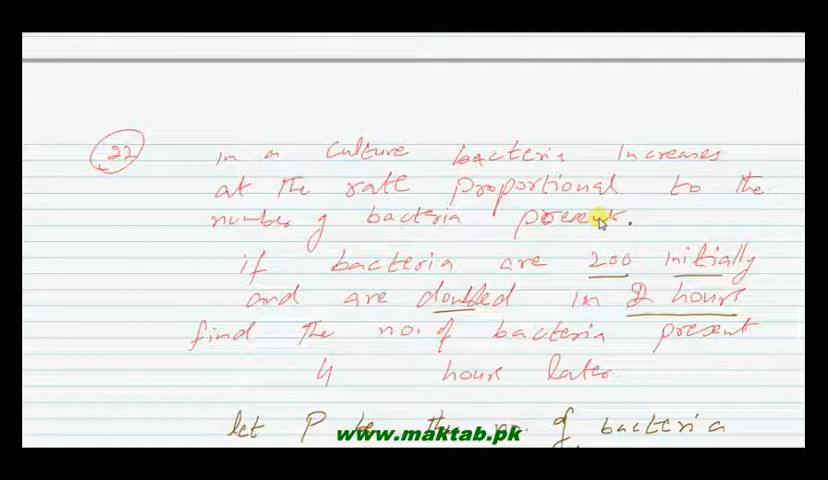 22
in a culture bacteria increases
at the rate proportional to the
number of bacteria present.
if bacteria are 200 initially
and are doubled in 2 hours
find the no. of bacteria present
4 hour later.
let P be the no. of bacteria
www.maktab.pk